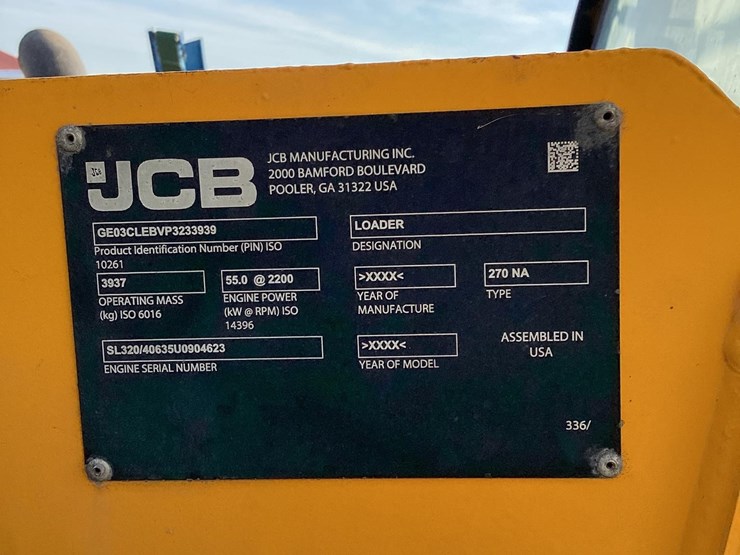 JCB
JCB MANUFACTURING INC.
2000 BAMFORD BOULEVARD
POOLER, GA 31322 USA
GE03CLEBVP3233939
Product Identification Number (PIN) ISO
10261
LOADER
DESIGNATION
3937
OPERATING MASS
(kg) ISO 6016
55.0 @ 2200
ENGINE POWER
(kW @ RPM) ISO
14396
>XXXX<
YEAR OF
MANUFACTURE
270 NA
TYPE
SL320/40635U0904623
ENGINE SERIAL NUMBER
>XXXX<
YEAR OF MODEL
ASSEMBLED IN
USA
336/